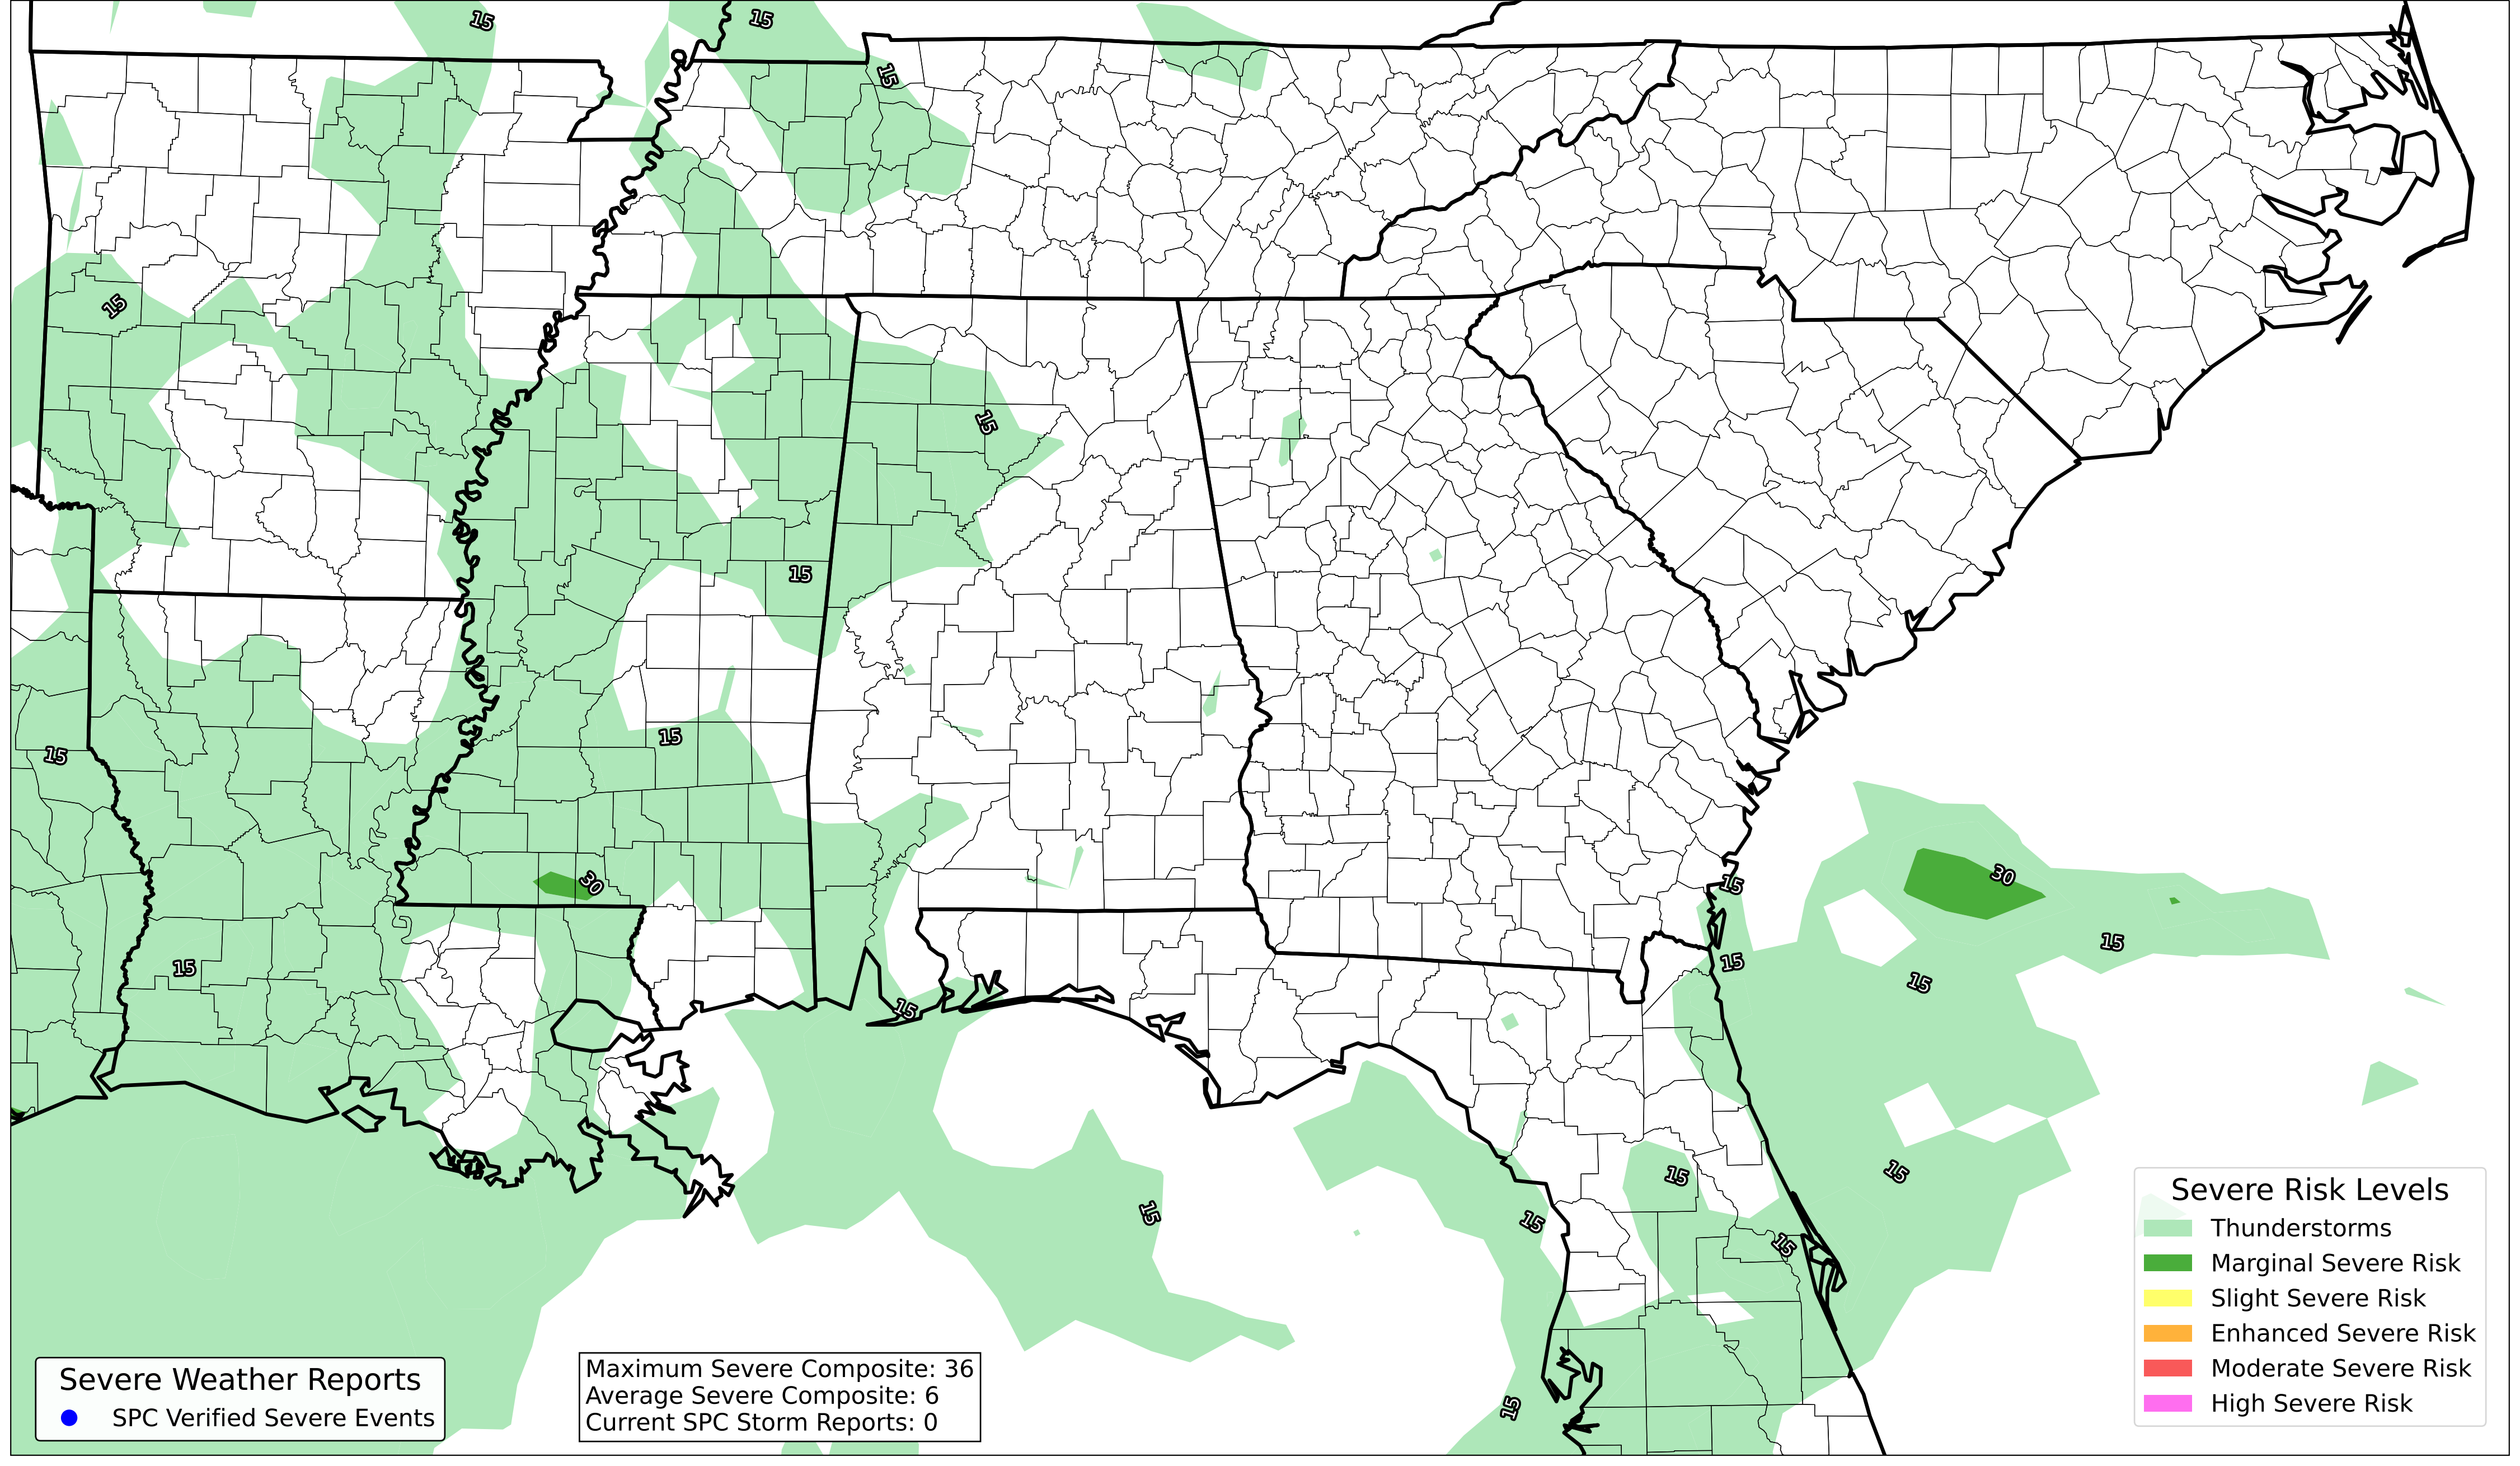 15
15
15
15
15
15
15
15
30
15
30
15
15
15
15
15
15
15
15
15
15
15
Severe Risk Levels
Thunderstorms
Marginal Severe Risk
Slight Severe Risk
Enhanced Severe Risk
Moderate Severe Risk
High Severe Risk
Severe Weather Reports
SPC Verified Severe Events
Maximum Severe Composite: 36
Average Severe Composite: 6
Current SPC Storm Reports: 0